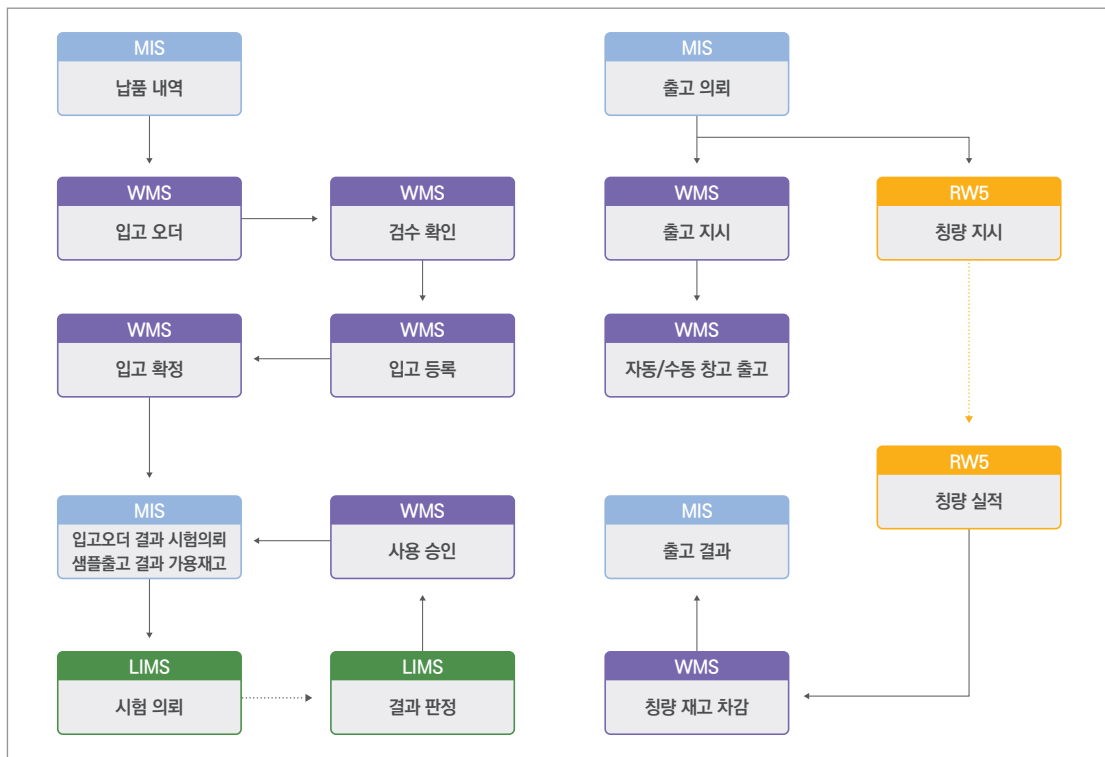 MIS
납품 내역
MIS
출고 의뢰
WMS
입고 오더
WMS
검수 확인
WMS
출고 지시
RW5
칭량 지시
WMS
입고 확정
WMS
입고 등록
WMS
자동/수동 창고 출고
RW5
칭량 실적
MIS
입고오더 결과 시험의뢰
샘플출고 결과 가용재고
WMS
사용 승인
MIS
출고 결과
LIMS
시험 의뢰
LIMS
결과 판정
WMS
칭량 재고 차감